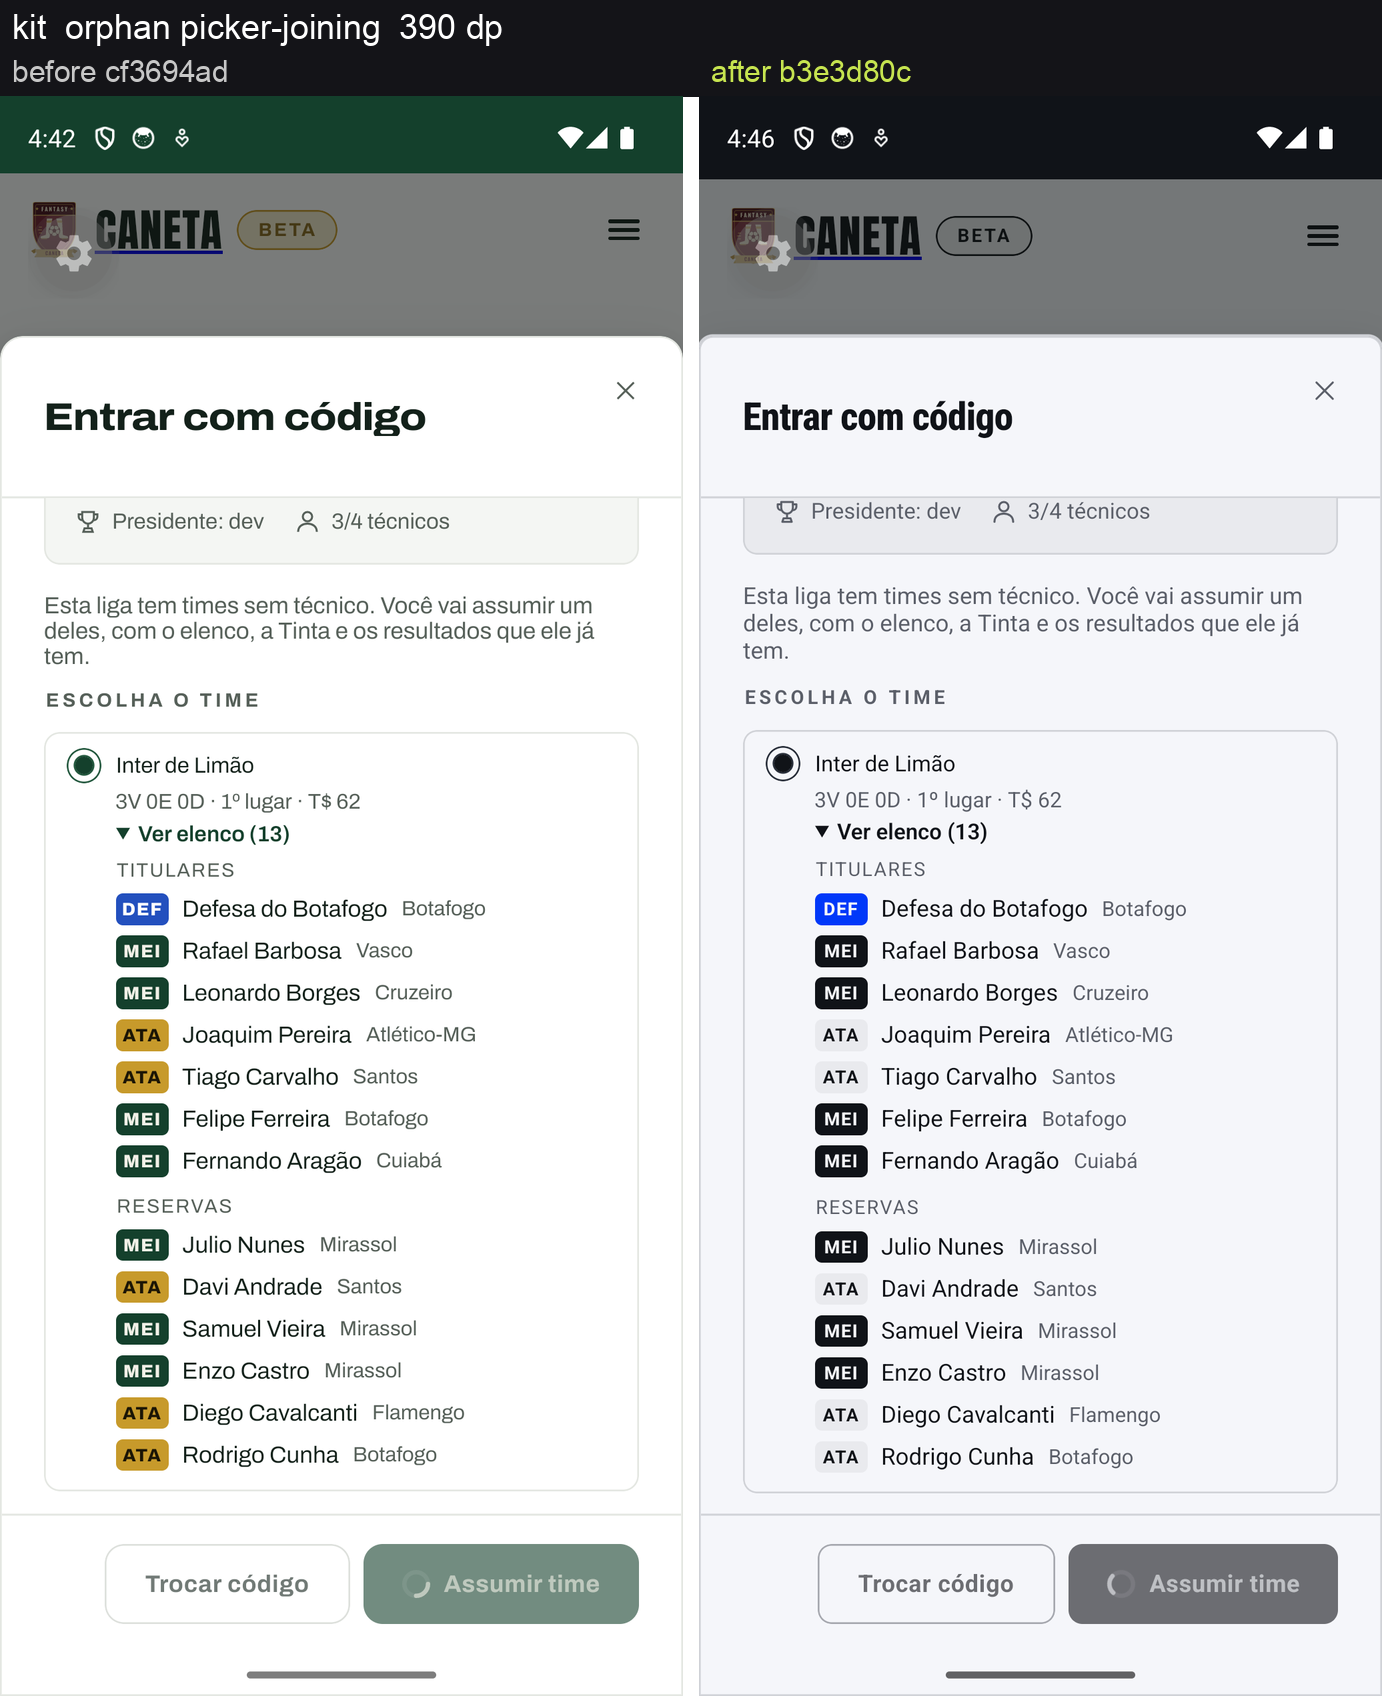 kit  orphan picker-joining  390 dp
before cf3694ad
after b3e3d80c
4:42
FANTASY
CANETA
BETA
Entrar com código
Presidente: dev
3/4 técnicos
Esta liga tem times sem técnico. Você vai assumir um
deles, com o elenco, a Tinta e os resultados que ele já
tem.
ESCOLHA O TIME
Inter de Limão
3V 0E 0D · 1º lugar · T$ 62
Ver elenco (13)
TITULARES
DEF Defesa do Botafogo Botafogo
MEI Rafael Barbosa Vasco
MEI Leonardo Borges Cruzeiro
ATA Joaquim Pereira Atlético-MG
ATA Tiago Carvalho Santos
MEI Felipe Ferreira Botafogo
MEI Fernando Aragão Cuiabá
RESERVAS
MEI Julio Nunes Mirassol
ATA Davi Andrade Santos
MEI Samuel Vieira Mirassol
MEI Enzo Castro Mirassol
ATA Diego Cavalcanti Flamengo
ATA Rodrigo Cunha Botafogo
Trocar código
Assumir time
4:46
FANTASY
CANETA
BETA
Entrar com código
Presidente: dev
3/4 técnicos
Esta liga tem times sem técnico. Você vai assumir um
deles, com o elenco, a Tinta e os resultados que ele já
tem.
ESCOLHA O TIME
Inter de Limão
3V 0E 0D · 1º lugar · T$ 62
Ver elenco (13)
TITULARES
DEF Defesa do Botafogo Botafogo
MEI Rafael Barbosa Vasco
MEI Leonardo Borges Cruzeiro
ATA Joaquim Pereira Atlético-MG
ATA Tiago Carvalho Santos
MEI Felipe Ferreira Botafogo
MEI Fernando Aragão Cuiabá
RESERVAS
MEI Julio Nunes Mirassol
ATA Davi Andrade Santos
MEI Samuel Vieira Mirassol
MEI Enzo Castro Mirassol
ATA Diego Cavalcanti Flamengo
ATA Rodrigo Cunha Botafogo
Trocar código
Assumir time